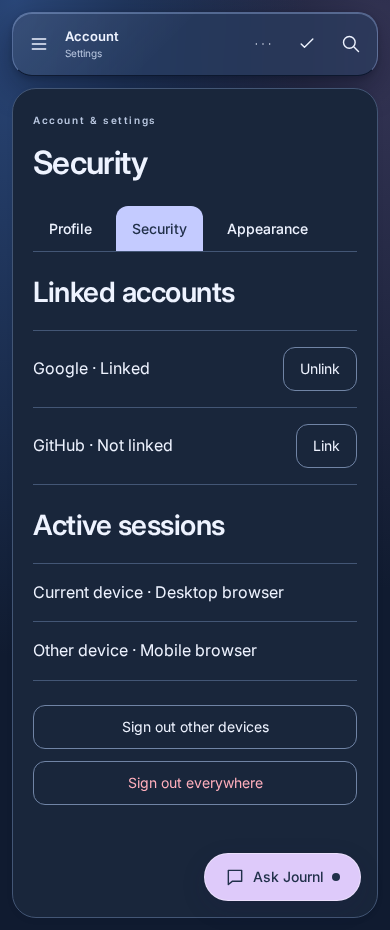 Account
Settings
Account & settings
Security
Profile
Security
Appearance
Linked accounts
Google · Linked
Unlink
GitHub · Not linked
Link
Active sessions
Current device · Desktop browser
Other device · Mobile browser
Sign out other devices
Sign out everywhere
Ask Journl